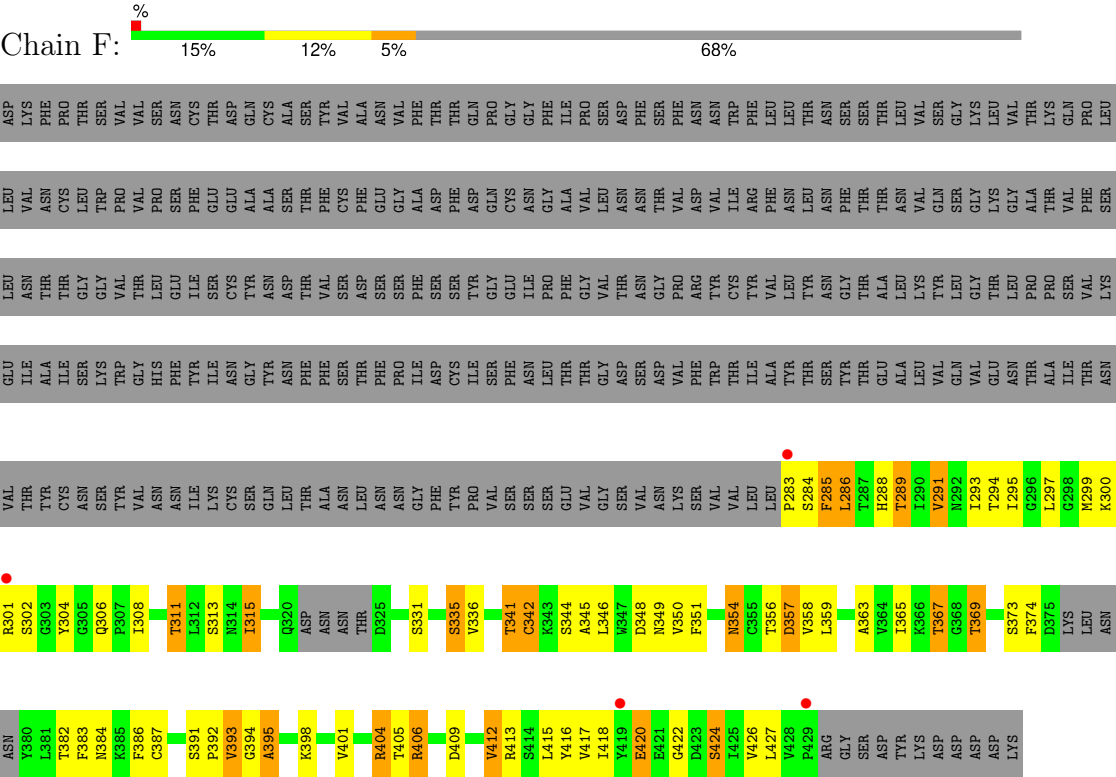 %
Chain F:
15% 12% 5% 68%
ASP LYS PHE PRO THR SER VAL VAL SER ASN CYS THR ASP GLN CYS ALA SER TYR VAL ALA ASN VAL PHE THR THR GLN PRO GLY GLY PHE ILE PRO SER ASP PHE SER PHE ASN ASN TRP PHE LEU LEU THR ASN SER SER THR LEU VAL SER GLY LYS LEU VAL THR LYS GLN PRO LEU
LEU VAL ASN CYS LEU TRP PRO VAL PRO SER PHE GLU GLU ALA ALA SER THR PHE CYS PHE GLU GLY ALA ASP PHE ASP GLN CYS ASN GLY ALA VAL LEU ASN ASN THR VAL ASP VAL ILE ARG PHE ASN LEU ASN PHE THR THR ASN VAL GLN SER GLY LYS GLY ALA THR VAL PHE SER
LEU ASN THR THR GLY GLY VAL THR LEU GLU ILE SER CYS TYR ASN ASP THR VAL SER ASP SER SER PHE SER SER TYR GLY GLU ILE PRO PHE GLY VAL THR ASN GLY PRO ARG TYR CYS TYR VAL LEU TYR ASN GLY THR ALA LEU LYS TYR LEU GLY THR LEU PRO PRO SER VAL LYS
GLU ILE ALA ILE SER LYS TRP GLY HIS PHE TYR ILE ASN GLY TYR ASN PHE PHE SER THR PHE PRO ILE ASP CYS ILE SER PHE ASN LEU THR THR GLY ASP SER ASP VAL PHE TRP THR ILE ALA TYR THR SER TYR THR GLU ALA LEU VAL GLN VAL GLU ASN THR ALA ILE THR ASN
VAL THR TYR CYS ASN SER TYR VAL ASN ASN ILE LYS CYS SER GLN LEU THR ALA ASN LEU ASN ASN GLY PHE TYR PRO VAL SER SER SER GLU VAL GLY SER VAL ASN LYS SER VAL VAL LEU LEU P283 S284 F285 L286 T287 H288 T289 I290 V291 N292 I293 T294 I295 G296 L297 G298 M299 K300
R301 S302 G303 Y304 G305 Q306 P307 I308 T311 L312 S313 N314 I315 Q320 ASP ASN ASN THR D325 S331 S335 V336 T341 C342 K343 S344 A345 L346 W347 D348 N349 V350 F351 N354 C355 T356 D357 V358 L359 A363 V364 I365 K366 T367 G368 T369 S373 F374 D375 LYS LEU ASN
ASN Y380 L381 T382 F383 N384 K385 F386 C387 S391 P392 V393 G394 A395 K398 V401 R404 T405 R406 D409 V412 R413 S414 L415 Y416 V417 I418 Y419 E420 E421 G422 D423 S424 I425 V426 L427 V428 P429 ARG GLY SER ASP TYR LYS ASP ASP ASP ASP LYS